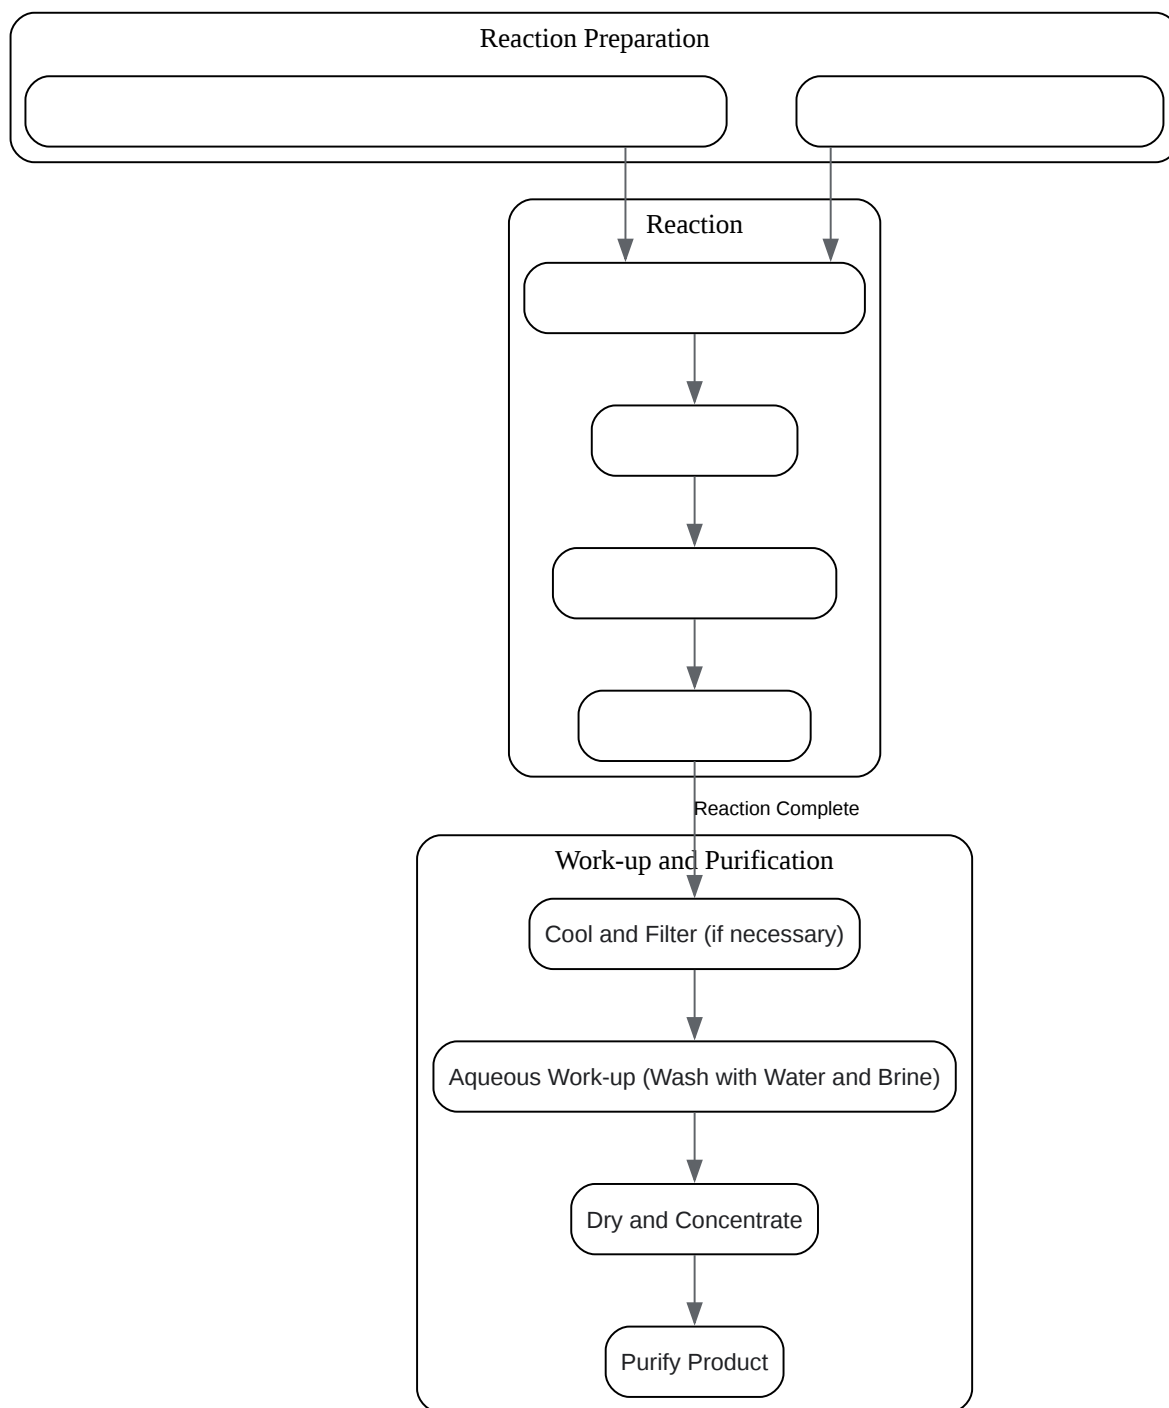 Reaction Preparation
Reaction
Reaction Complete
Work-up and Purification
Cool and Filter (if necessary)
Aqueous Work-up (Wash with Water and Brine)
Dry and Concentrate
Purify Product